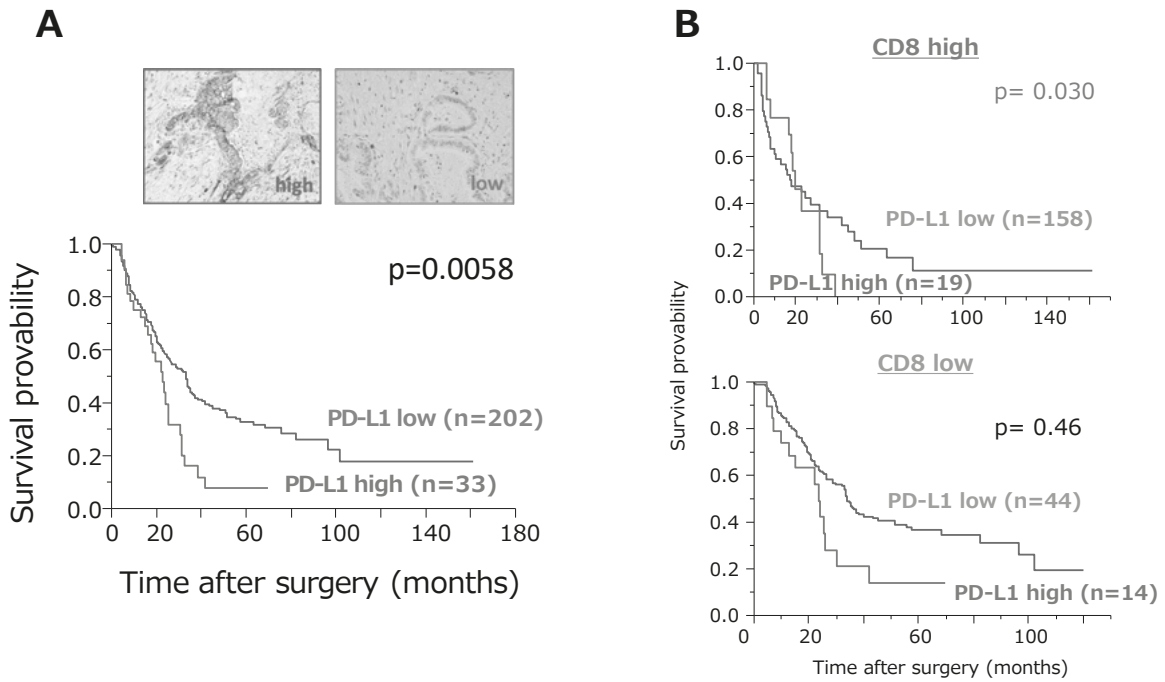 A
high
low
1.0
0.8
0.6
0.4
0.2
0.0
Survival provability
p=0.0058
PD-L1 low (n=202)
PD-L1 high (n=33)
0 20 60 100 140 180
Time after surgery (months)
B
CD8 high
1.0
0.8
0.6
0.4
0.2
0.0
p= 0.030
PD-L1 low (n=158)
PD-L1 high (n=19)
0 20 60 100 140
Survival provability
CD8 low
1.0
0.8
0.6
0.4
0.2
0.0
p= 0.46
PD-L1 low (n=44)
PD-L1 high (n=14)
0 20 60 100
Time after surgery (months)